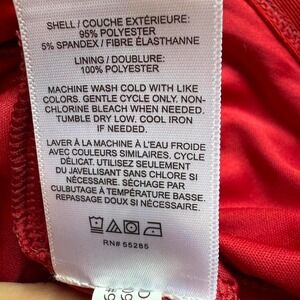 SHELL / COUCHE EXTÉRIEURE:
95% POLYESTER
5% SPANDEX / FIBRE ÉLASTHANNE
LINING / DOUBLURE:
100% POLYESTER
MACHINE WASH COLD WITH LIKE
COLORS. GENTLE CYCLE ONLY. NON-
CHLORINE BLEACH WHEN NEEDED.
TUMBLE DRY LOW. COOL IRON
IF NEEDED.
LAVER À LA MACHINE À L'EAU FROIDE
AVEC COULEURS SIMILAIRES. CYCLE
DÉLICAT. UTILISEZ SEULEMENT
DU JAVELLISANT SANS CHLORE SI
NÉCESSAIRE. SÉCHAGE PAR
CULBUTAGE À TEMPÉRATURE BASSE.
REPASSAGE DOUX SI NÉCESSAIRE.
RN# 55285